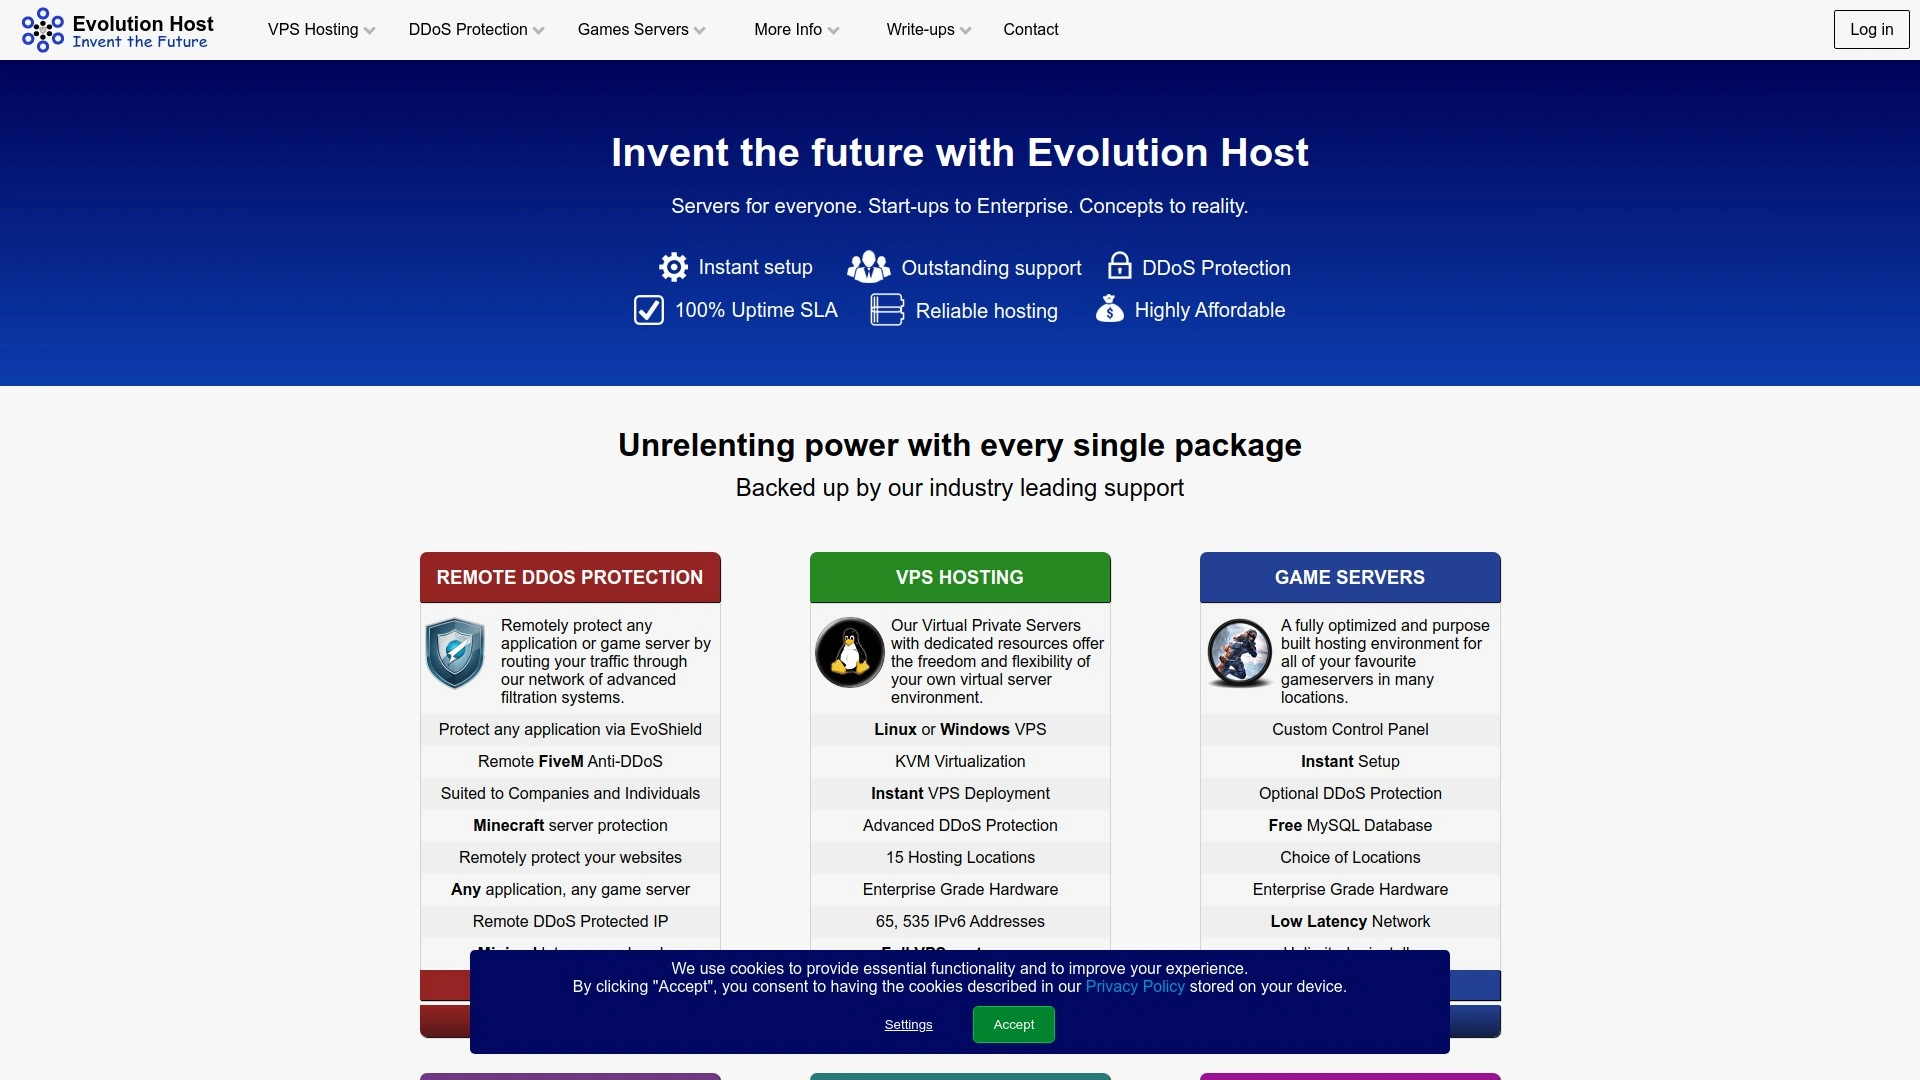 Evolution Host
Invent the Future
VPS Hosting
DDoS Protection
Games Servers
More Info
Write-ups
Contact
Log in
Invent the future with Evolution Host
Servers for everyone. Start-ups to Enterprise. Concepts to reality.
Instant setup
Outstanding support
DDoS Protection
100% Uptime SLA
Reliable hosting
Highly Affordable
Unrelenting power with every single package
Backed up by our industry leading support
REMOTE DDOS PROTECTION
Remotely protect any
application or game server by
routing your traffic through
our network of advanced
filtration systems.
Protect any application via EvoShield
Remote FiveM Anti-DDoS
Suited to Companies and Individuals
Minecraft server protection
Remotely protect your websites
Any application, any game server
Remote DDoS Protected IP
VPS HOSTING
Our Virtual Private Servers
with dedicated resources offer
the freedom and flexibility of
your own virtual server
environment.
Linux or Windows VPS
KVM Virtualization
Instant VPS Deployment
Advanced DDoS Protection
15 Hosting Locations
Enterprise Grade Hardware
65, 535 IPv6 Addresses
GAME SERVERS
A fully optimized and purpose
built hosting environment for
all of your favourite
gameservers in many
locations.
Custom Control Panel
Instant Setup
Optional DDoS Protection
Free MySQL Database
Choice of Locations
Enterprise Grade Hardware
Low Latency Network
We use cookies to provide essential functionality and to improve your experience.
By clicking "Accept", you consent to having the cookies described in our Privacy Policy stored on your device.
Settings
Accept